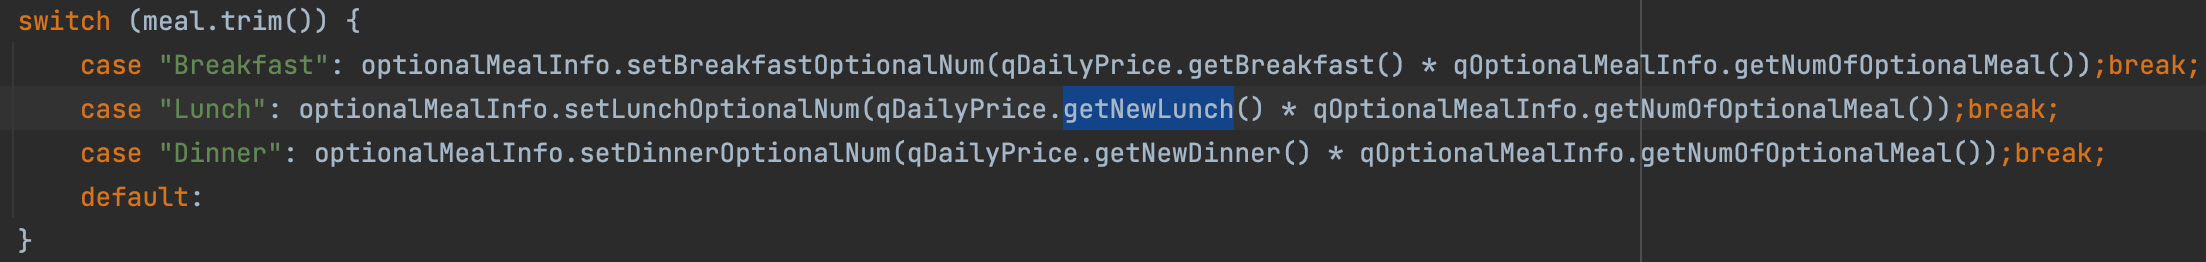 switch (meal.trim()) {
    case "Breakfast": optionalMealInfo.setBreakfastOptionalNum(qDailyPrice.getBreakfast() * qOptionalMealInfo.getNumOfOptionalMeal());break;
    case "Lunch": optionalMealInfo.setLunchOptionalNum(qDailyPrice.getNewLunch() * qOptionalMealInfo.getNumOfOptionalMeal());break;
    case "Dinner": optionalMealInfo.setDinnerOptionalNum(qDailyPrice.getNewDinner() * qOptionalMealInfo.getNumOfOptionalMeal());break;
    default:
}